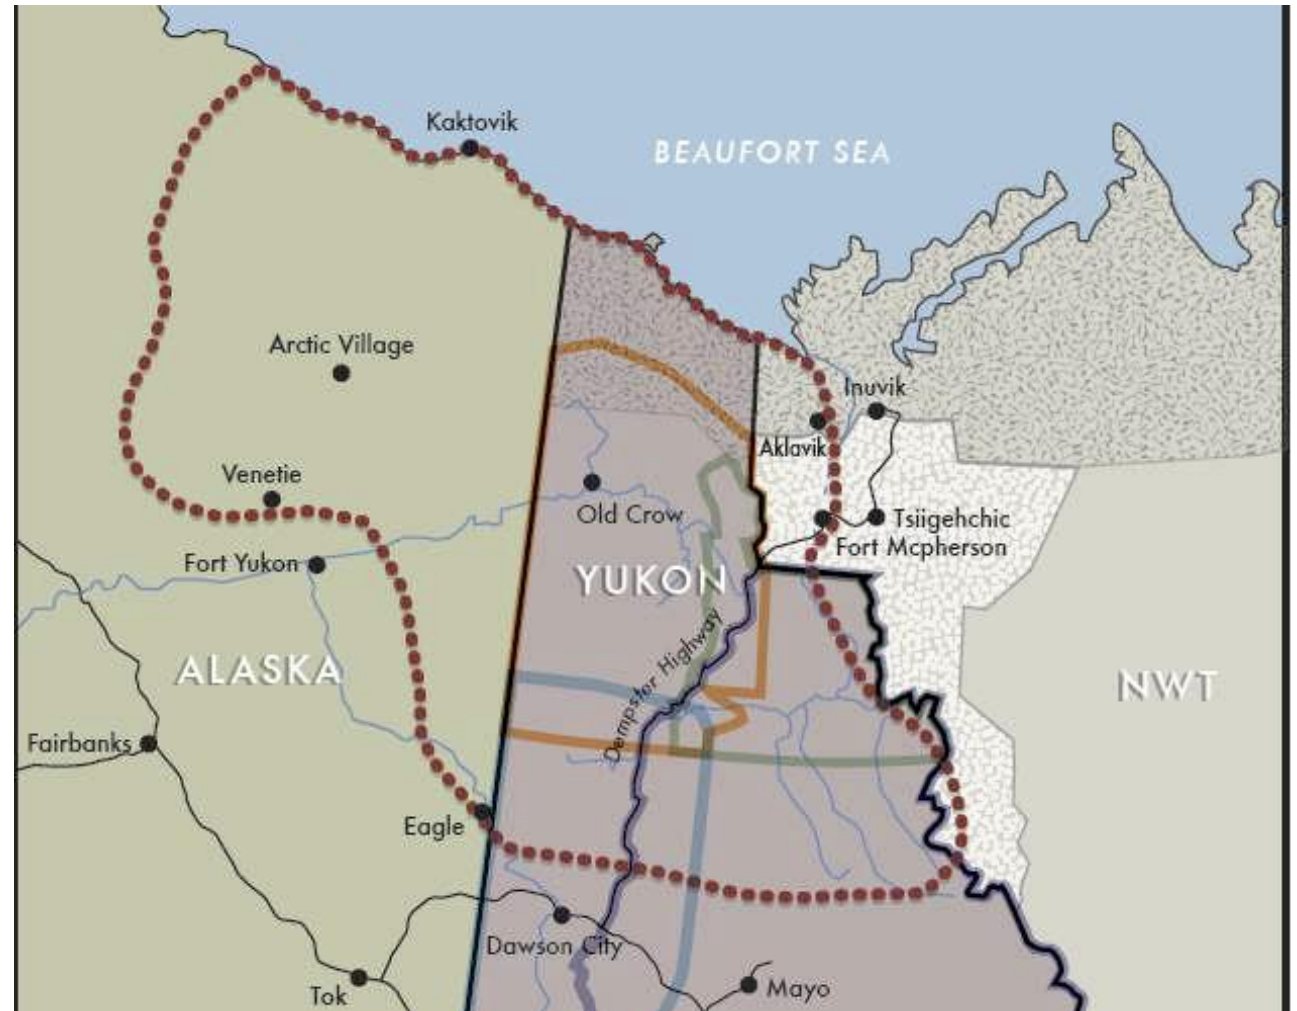 Kaktovik
BEAUFORT SEA
Arctic Village
Inuvik
Aklavik
Venetie
Old Crow
Tsiigehchic
Fort Mcpherson
Fort Yukon
YUKON
ALASKA
Dempster Highway
NWT
Fairbanks
Eagle
Dawson City
Tok
Mayo